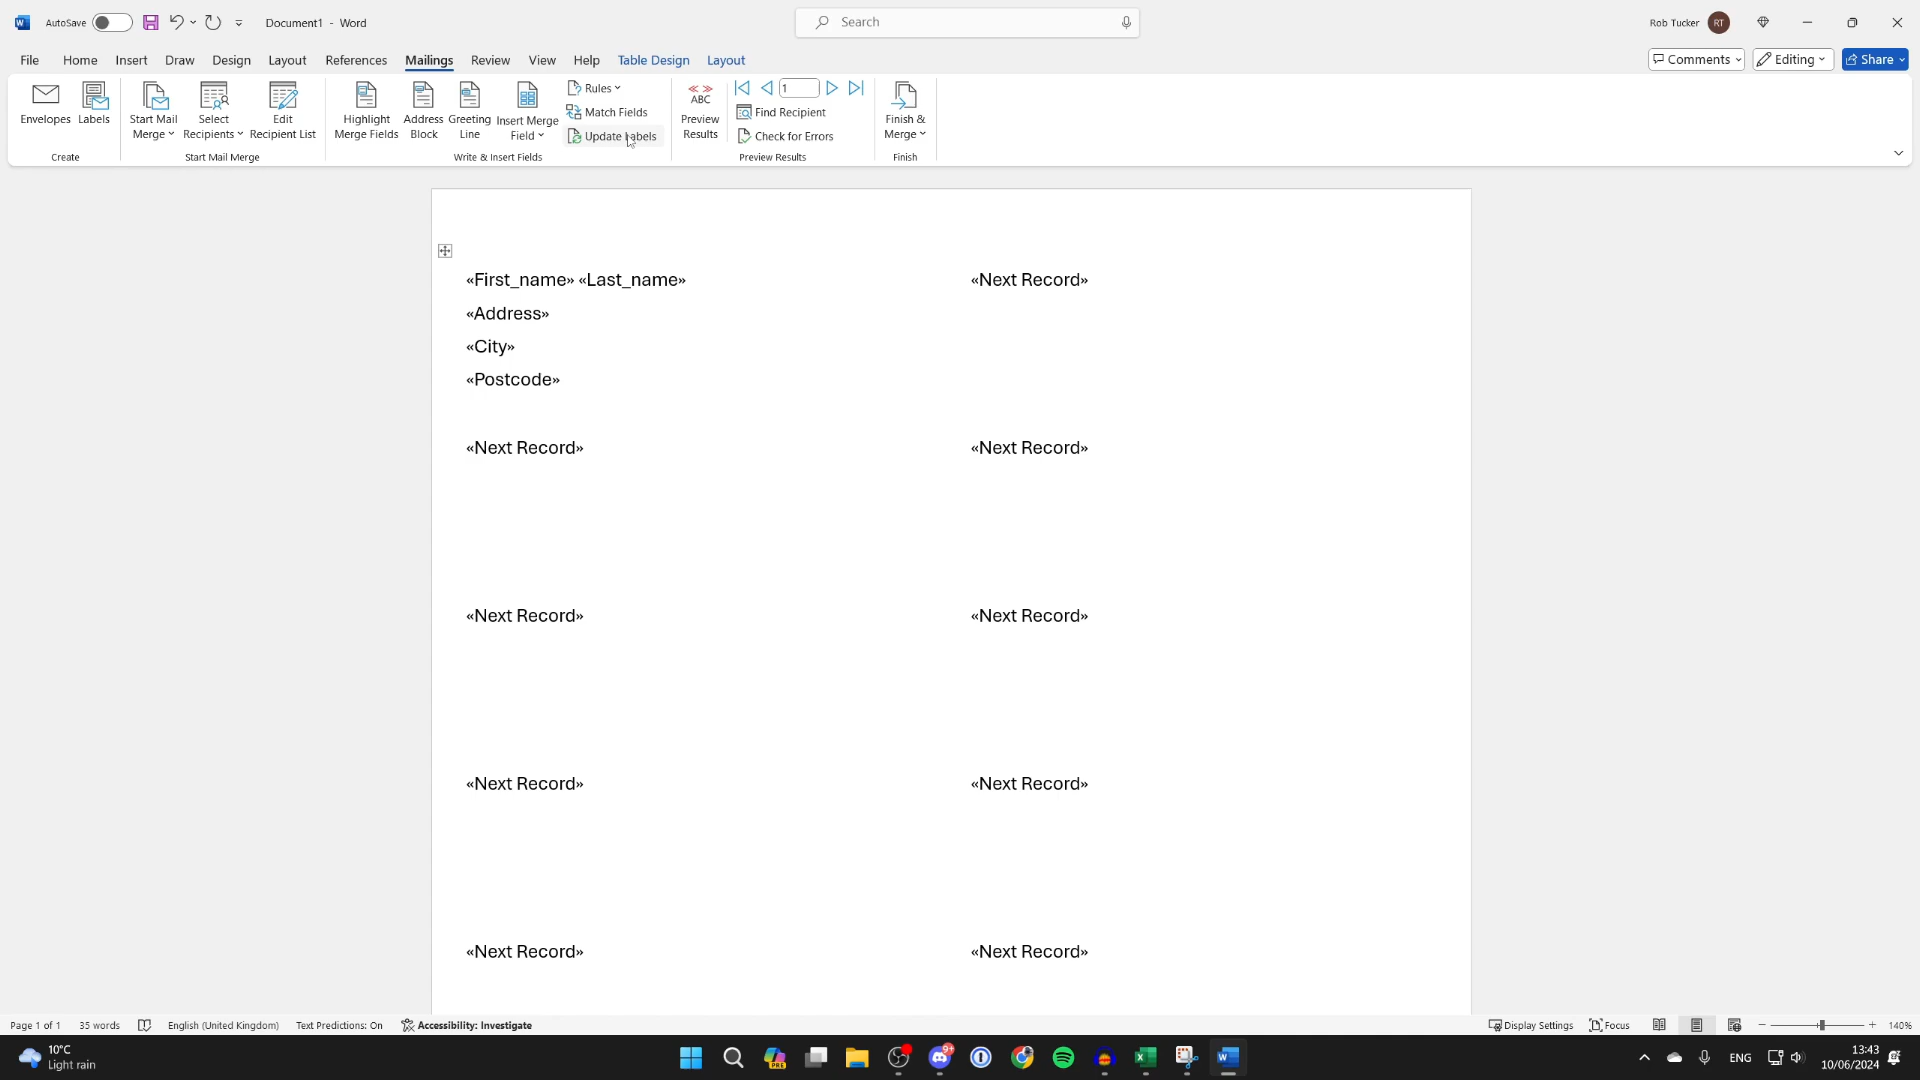 AutoSave
Document1 - Word
Search
Rob Tucker RT
File Home Insert Draw Design Layout References Mailings Review View Help Table Design Layout
Comments Editing Share
Envelopes
Labels
Start Mail Merge
Select Recipients
Edit Recipient List
Highlight Merge Fields
Address Block
Greeting Line
Insert Merge Field
Rules
Match Fields
Update Labels
ABC
Preview Results
1
Find Recipient
Check for Errors
Finish & Merge
Create
Start Mail Merge
Write & Insert Fields
Preview Results
Finish
«First_name» «Last_name»
«Next Record»
«Address»
«City»
«Postcode»
«Next Record»
«Next Record»
«Next Record»
«Next Record»
«Next Record»
«Next Record»
«Next Record»
«Next Record»
Page 1 of 1 35 words English (United Kingdom) Text Predictions: On Accessibility: Investigate
Display Settings Focus 140%
10°C
Light rain
PRE
9+
ENG
13:43
10/06/2024